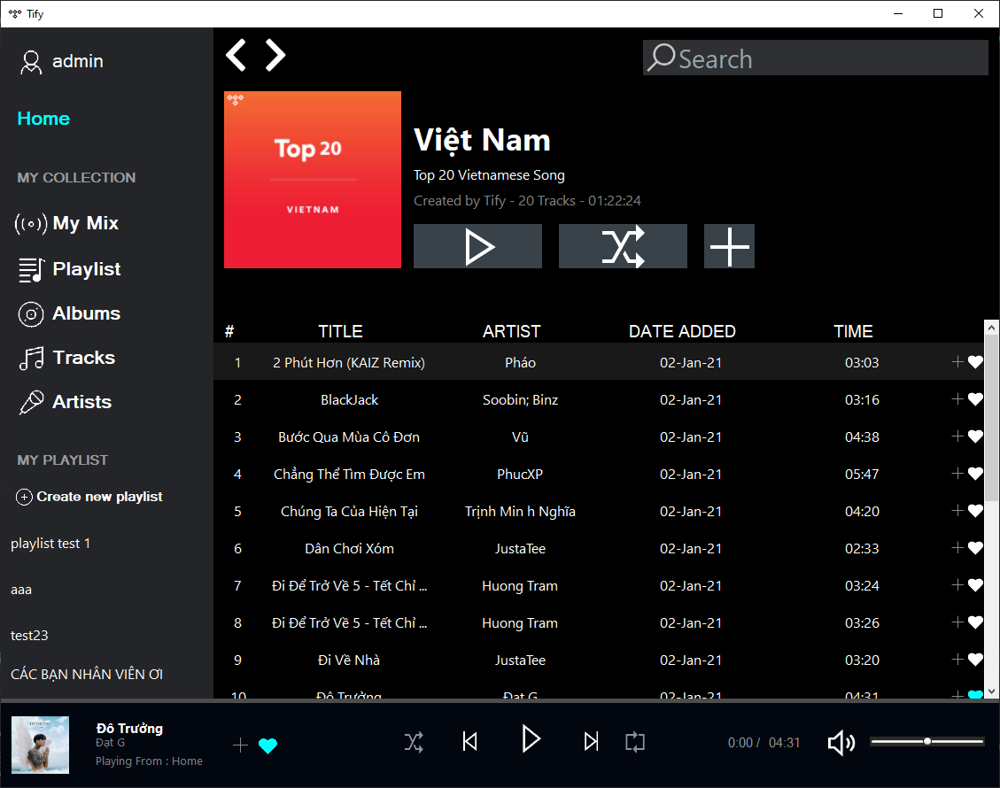 Tify
admin
Home
MY COLLECTION
My Mix
Playlist
Albums
Tracks
Artists
MY PLAYLIST
Create new playlist
playlist test 1
aaa
test23
CÁC BẠN NHÂN VIÊN ƠI
Search
Top 20
VIETNAM
Việt Nam
Top 20 Vietnamese Song
Created by Tify - 20 Tracks - 01:22:24
# TITLE ARTIST DATE ADDED TIME
1 2 Phút Hơn (KAIZ Remix) Pháo 02-Jan-21 03:03
2 BlackJack Soobin; Binz 02-Jan-21 03:16
3 Bước Qua Mùa Cô Đơn Vũ 02-Jan-21 04:38
4 Chẳng Thể Tìm Được Em PhucXP 02-Jan-21 05:47
5 Chúng Ta Của Hiện Tại Trịnh Min h Nghĩa 02-Jan-21 04:20
6 Dân Chơi Xóm JustaTee 02-Jan-21 02:33
7 Đi Để Trở Về 5 - Tết Chỉ ... Huong Tram 02-Jan-21 03:24
8 Đi Để Trở Về 5 - Tết Chỉ ... Huong Tram 02-Jan-21 03:26
9 Đi Về Nhà JustaTee 02-Jan-21 03:20
10 Đô Trưởng Đạt G 02-Jan-21 04:31
Đô Trưởng
Đạt G
Playing From : Home
0:00 / 04:31